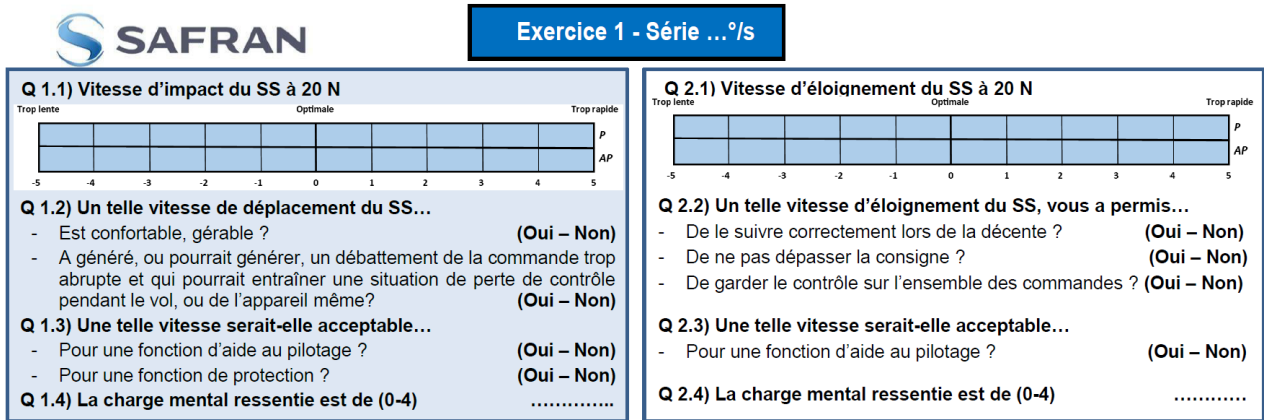 SAFRAN
Exercice 1 - Série …°/s
Q 1.1) Vitesse d’impact du SS à 20 N
Trop lente Optimale Trop rapide
P
AP
-5 -4 -3 -2 -1 0 1 2 3 4 5
Q 1.2) Un telle vitesse de déplacement du SS…
- Est confortable, gérable ? (Oui – Non)
- A généré, ou pourrait générer, un débattement de la commande trop
abrupte et qui pourrait entraîner une situation de perte de contrôle
pendant le vol, ou de l’appareil même? (Oui – Non)
Q 1.3) Une telle vitesse serait-elle acceptable…
- Pour une fonction d’aide au pilotage ? (Oui – Non)
- Pour une fonction de protection ? (Oui – Non)
Q 1.4) La charge mental ressentie est de (0-4) …………..
Q 2.1) Vitesse d’éloignement du SS à 20 N
Trop lente Optimale Trop rapide
P
AP
-5 -4 -3 -2 -1 0 1 2 3 4 5
Q 2.2) Un telle vitesse d’éloignement du SS, vous a permis…
- De le suivre correctement lors de la décente ? (Oui – Non)
- De ne pas dépasser la consigne ? (Oui – Non)
- De garder le contrôle sur l’ensemble des commandes ? (Oui – Non)
Q 2.3) Une telle vitesse serait-elle acceptable…
- Pour une fonction d’aide au pilotage ? (Oui – Non)
Q 2.4) La charge mental ressentie est de (0-4) …………